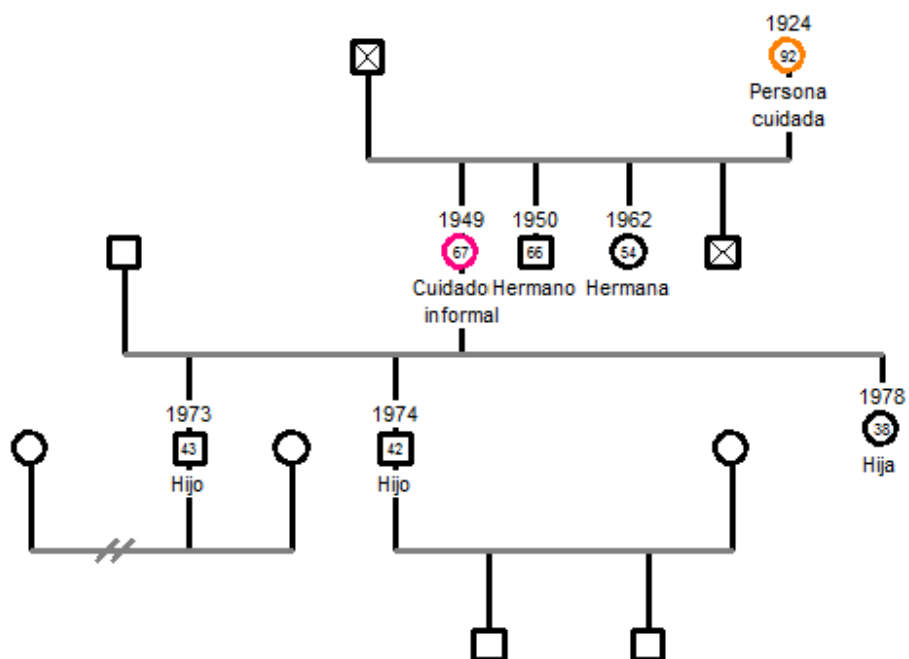 1924
92
Persona
cuidada
1949 1950 1962
67 66 54
Cuidado Hermano Hermana
informal
1973 1974 1978
43 42 38
Hijo Hijo Hija